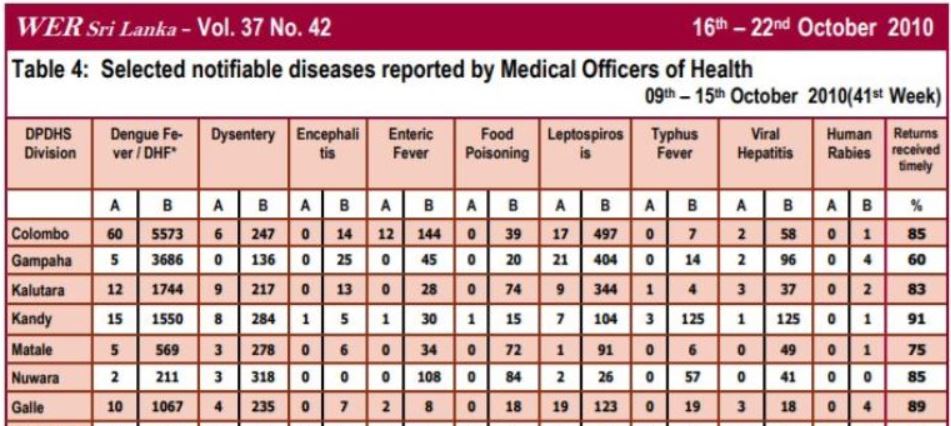 WER Sri Lanka – Vol. 37 No. 42 16th – 22nd October 2010
Table 4: Selected notifiable diseases reported by Medical Officers of Health
09th – 15th October 2010(41st Week)
DPDHS Division Dengue Fe-ver / DHF* Dysentery Encephali tis Enteric Fever Food Poisoning Leptospiros is Typhus Fever Viral Hepatitis Human Rabies Returns received timely
A B A B A B A B A B A B A B A B A B %
Colombo 60 5573 6 247 0 14 12 144 0 39 17 497 0 7 2 58 0 1 85
Gampaha 5 3686 0 136 0 25 0 45 0 20 21 404 0 14 2 96 0 4 60
Kalutara 12 1744 9 217 0 13 0 28 0 74 9 344 1 4 3 37 0 2 83
Kandy 15 1550 8 284 1 5 1 30 1 15 7 104 3 125 1 125 0 1 91
Matale 5 569 3 278 0 6 0 34 0 72 1 91 0 6 0 49 0 1 75
Nuwara 2 211 3 318 0 0 0 108 0 84 2 26 0 57 0 41 0 0 85
Galle 10 1067 4 235 0 7 2 8 0 18 19 123 0 19 3 18 0 4 89